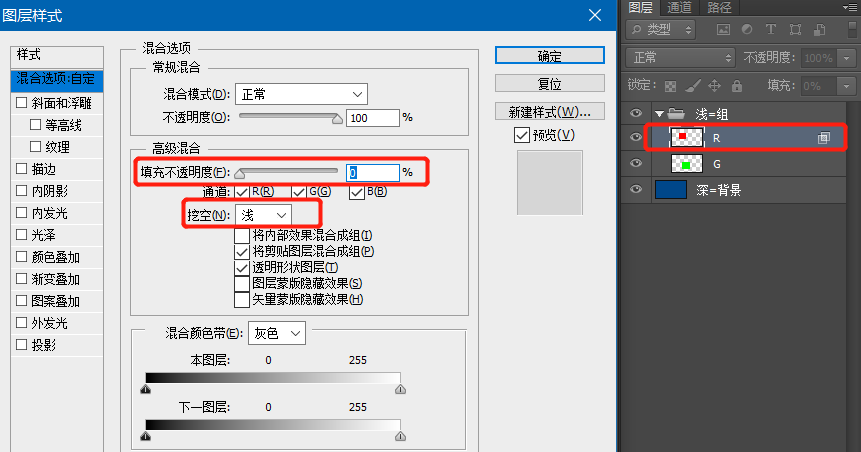 图层样式
样式
混合选项:自定
斜面和浮雕
等高线
纹理
描边
内阴影
内发光
光泽
颜色叠加
渐变叠加
图案叠加
外发光
投影
混合选项
常规混合
混合模式(D): 正常
不透明度(O): 100 %
高级混合
填充不透明度(F): 0 %
通道: R(R) G(G) B(B)
挖空(N): 浅
将内部效果混合成组(I)
将剪贴图层混合成组(P)
透明形状图层(T)
图层蒙版隐藏效果(S)
矢量蒙版隐藏效果(H)
混合颜色带(E): 灰色
本图层: 0 255
下一图层: 0 255
确定
复位
新建样式(W)...
预览(V)
图层 通道 路径
类型
正常 不透明度: 100%
锁定: 填充: 0%
浅=组
R
G
深=背景